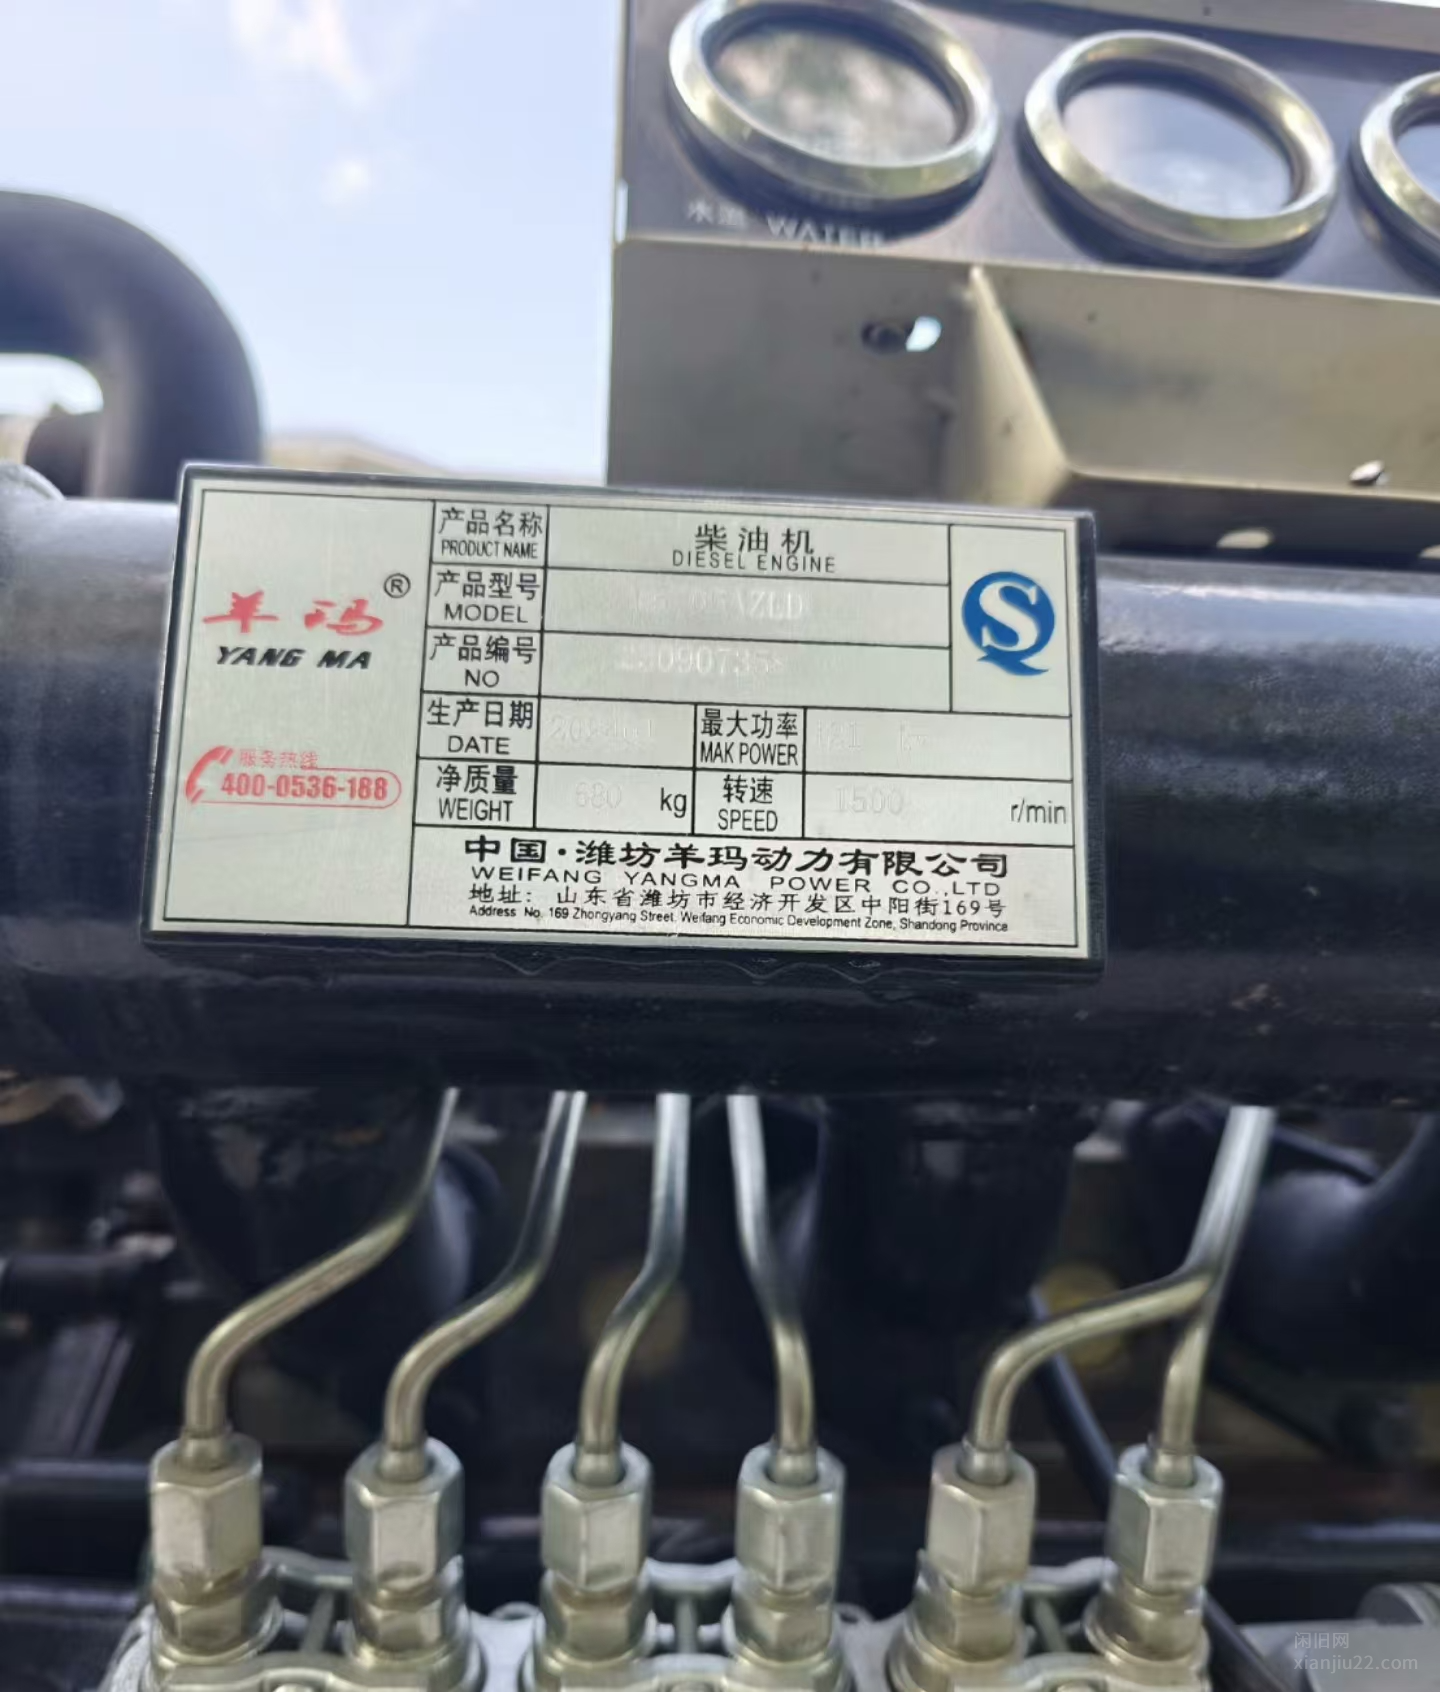 水温 WATER
羊玛®
YANG MA
服务热线
400-0536-188
产品名称
PRODUCT NAME
柴油机
DIESEL ENGINE
产品型号
MODEL
产品编号
NO
生产日期
DATE
最大功率
MAK POWER
净质量
WEIGHT
680 kg
转速
SPEED
1500 r/min
中国·潍坊羊玛动力有限公司
WEIFANG YANGMA POWER CO.,LTD
地址: 山东省潍坊市经济开发区中阳街169号
Address No. 169 Zhongyang Street. Weifang Economic Development Zone, Shandong Province
闲旧网
xianjiu22.com